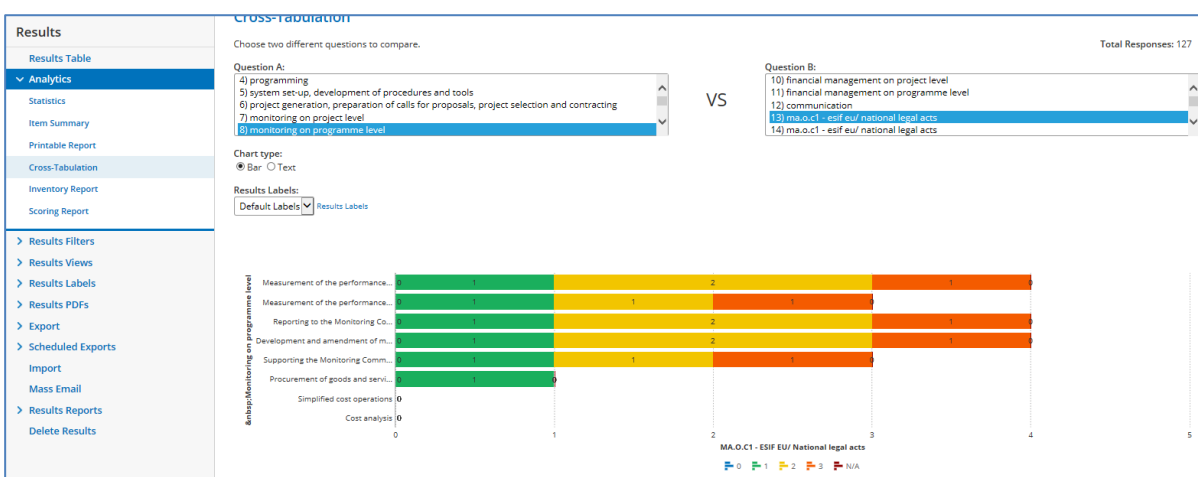 Results
Results Table
Analytics
Statistics
Item Summary
Printable Report
Cross-Tabulation
Inventory Report
Scoring Report
Results Filters
Results Views
Results Labels
Results PDFs
Export
Scheduled Exports
Import
Mass Email
Results Reports
Delete Results
Cross-Tabulation
Choose two different questions to compare.
Total Responses: 127
Question A:
4) programming
5) system set-up, development of procedures and tools
6) project generation, preparation of calls for proposals, project selection and contracting
7) monitoring on project level
8) monitoring on programme level
VS
Question B:
10) financial management on project level
11) financial management on programme level
12) communication
13) ma.o.c1 - esif eu/ national legal acts
14) ma.o.c1 - esif eu/ national legal acts
Chart type:
Bar Text
Results Labels:
Default Labels Results Labels
&nbsp;Monitoring on programme level
Measurement of the performance... 0 1 2 1 0
Measurement of the performance... 0 1 1 1 0
Reporting to the Monitoring Co... 0 1 2 1 0
Development and amendment of m... 0 1 2 1 0
Supporting the Monitoring Comm... 0 1 1 1 0
Procurement of goods and servi... 0 1 0
Simplified cost operations 0
Cost analysis 0
0 1 2 3 4 5
MA.O.C1 - ESIF EU/ National legal acts
0 1 2 3 N/A